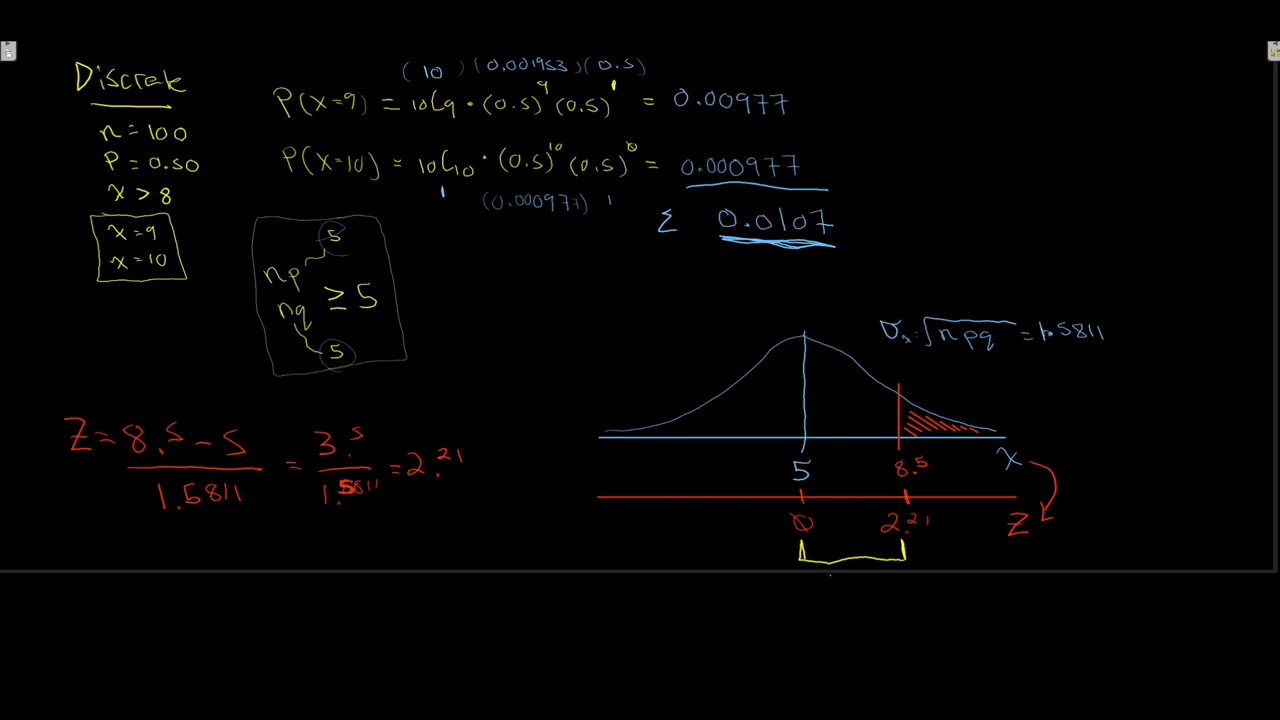 Discrete
n = 100
P = 0.50
x > 8
x = 9
x = 10
( 10 ) (0.001953) (0.5)
P(X=9) = 10C9 · (0.5)^9 (0.5)^1 = 0.00977
P(X=10) = 10C10 · (0.5)^10 (0.5)^0 = 0.000977
1 (0.000977) 1
Σ 0.0107
5
np
nq ≥ 5
5
σx = √npq = 1.5811
Z = 8.5 - 5 / 1.5811 = 3.5 / 1.5811 = 2.21
5 8.5 X
0 2.21 Z